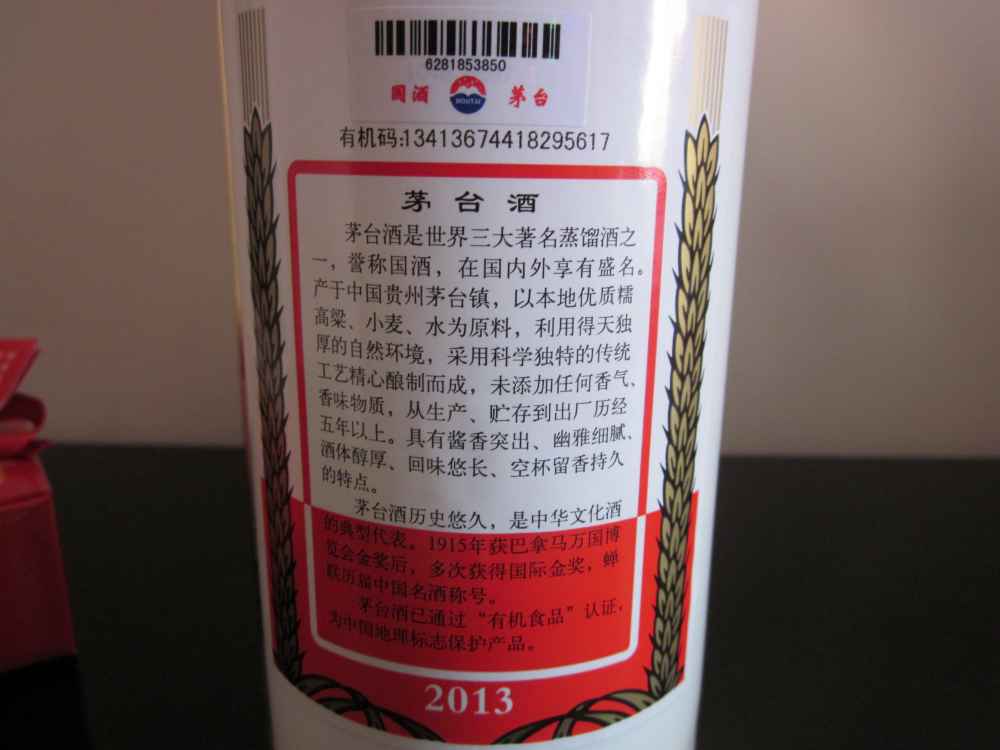 6281853850
国酒 MOUTAI 茅台
有机码:13413674418295617
茅台酒
茅台酒是世界三大著名蒸馏酒之
一，誉称国酒，在国内外享有盛名。
产于中国贵州茅台镇，以本地优质糯
高粱、小麦、水为原料，利用得天独
厚的自然环境，采用科学独特的传统
工艺精心酿制而成，未添加任何香气、
香味物质，从生产、贮存到出厂历经
五年以上。具有酱香突出、幽雅细腻、
酒体醇厚、回味悠长、空杯留香持久
的特点。
茅台酒历史悠久，是中华文化酒
的典型代表。1915年获巴拿马万国博
览会金奖后，多次获得国际金奖，蝉
联历届中国名酒称号。
茅台酒已通过“有机食品”认证，
为中国地理标志保护产品。
2013